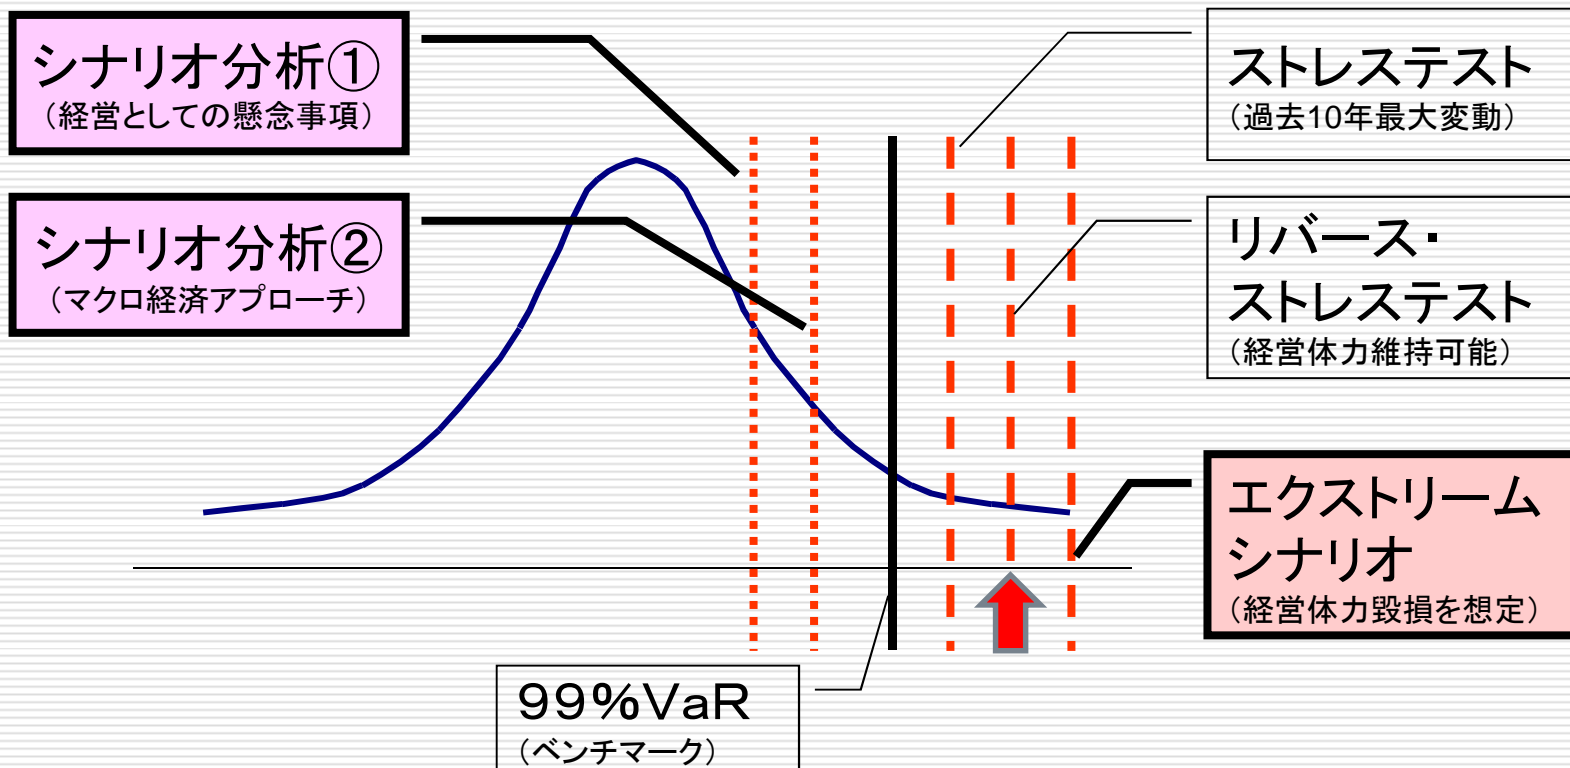 シナリオ分析①
（経営としての懸念事項）
シナリオ分析②
（マクロ経済アプローチ）
ストレステスト
（過去10年最大変動）
リバース・
ストレステスト
（経営体力維持可能）
エクストリーム
シナリオ
（経営体力毀損を想定）
９９%ＶａＲ
（ベンチマーク）